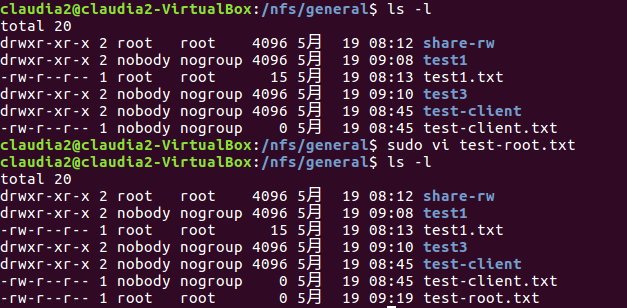 claudia2@claudia2-VirtualBox:/nfs/general$ ls -l
total 20
drwxr-xr-x 2 root   root    4096 5月  19 08:12 share-rw
drwxr-xr-x 2 nobody nogroup 4096 5月  19 09:08 test1
-rw-r--r-- 1 root   root      15 5月  19 08:13 test1.txt
drwxr-xr-x 2 nobody nogroup 4096 5月  19 09:10 test3
drwxr-xr-x 2 nobody nogroup 4096 5月  19 08:45 test-client
-rw-r--r-- 1 nobody nogroup    0 5月  19 08:45 test-client.txt
claudia2@claudia2-VirtualBox:/nfs/general$ sudo vi test-root.txt
claudia2@claudia2-VirtualBox:/nfs/general$ ls -l
total 20
drwxr-xr-x 2 root   root    4096 5月  19 08:12 share-rw
drwxr-xr-x 2 nobody nogroup 4096 5月  19 09:08 test1
-rw-r--r-- 1 root   root      15 5月  19 08:13 test1.txt
drwxr-xr-x 2 nobody nogroup 4096 5月  19 09:10 test3
drwxr-xr-x 2 nobody nogroup 4096 5月  19 08:45 test-client
-rw-r--r-- 1 nobody nogroup    0 5月  19 08:45 test-client.txt
-rw-r--r-- 1 root   root       0 5月  19 09:19 test-root.txt